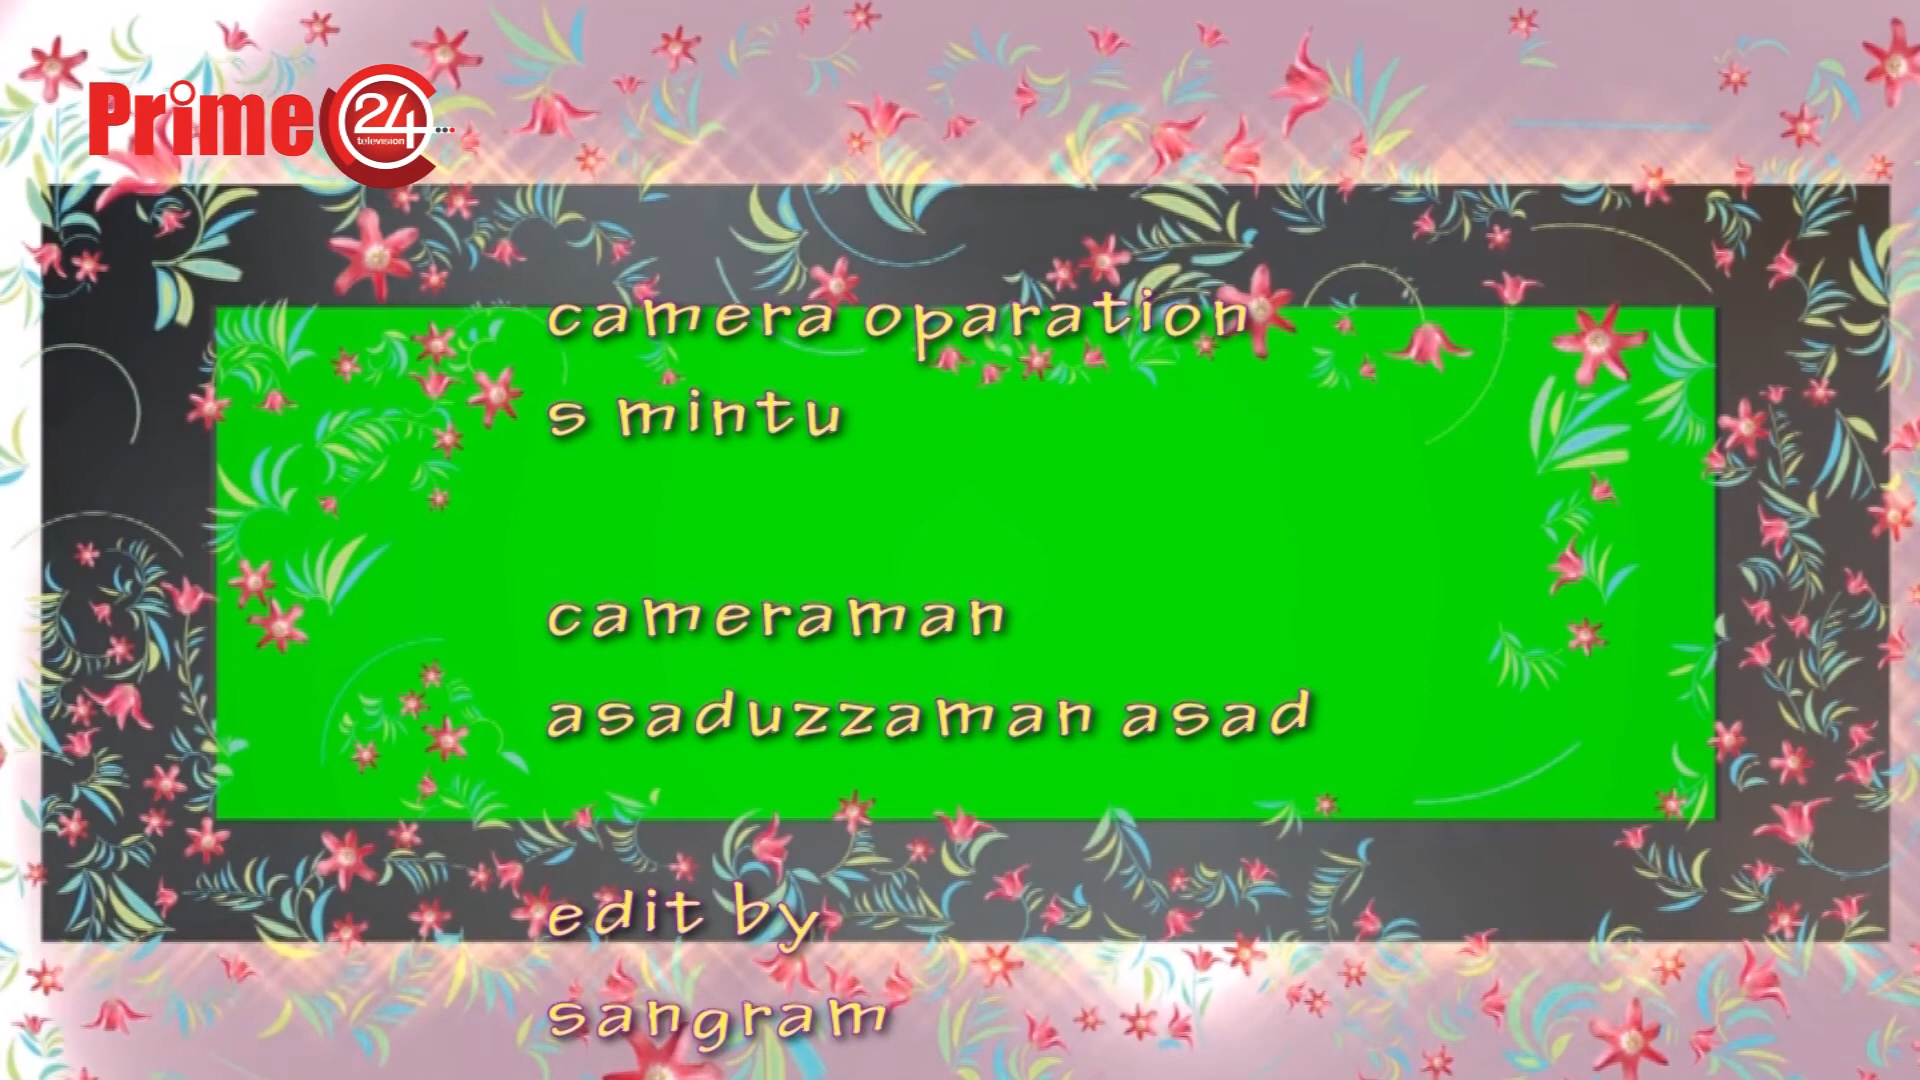 Prime 24
television
camera oparation
s mintu
cameraman
asaduzzaman asad
edit by
sangram